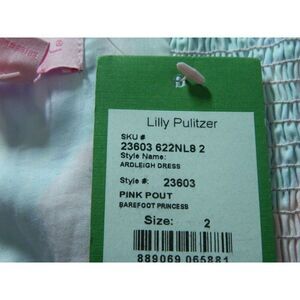 Lilly Pulitzer
SKU #
23603 622NL8 2
Style Name:
ARDLEIGH DRESS
Style #: 23603
PINK POUT
BAREFOOT PRINCESS
Size: 2
889069 065881